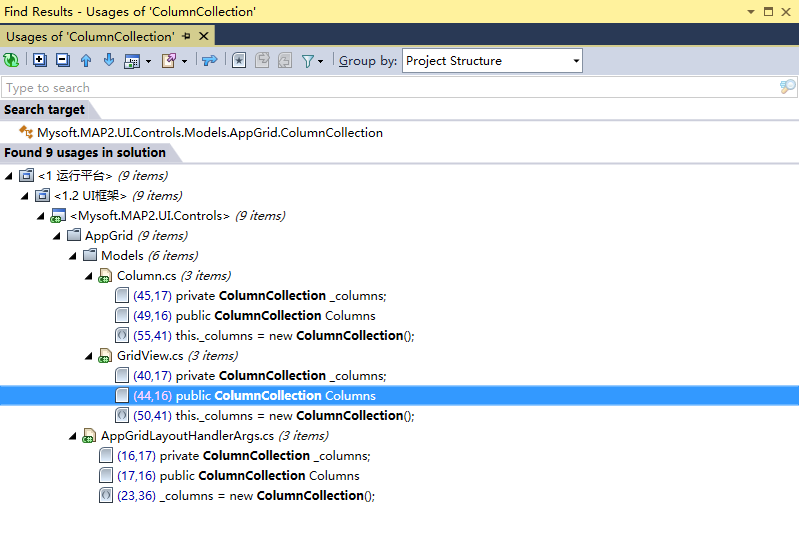 Find Results - Usages of 'ColumnCollection'
Usages of 'ColumnCollection'
Group by: Project Structure
Type to search
Search target
Mysoft.MAP2.UI.Controls.Models.AppGrid.ColumnCollection
Found 9 usages in solution
<1 运行平台> (9 items)
<1.2 UI框架> (9 items)
<Mysoft.MAP2.UI.Controls> (9 items)
AppGrid (9 items)
Models (6 items)
Column.cs (3 items)
(45,17) private ColumnCollection _columns;
(49,16) public ColumnCollection Columns
(55,41) this._columns = new ColumnCollection();
GridView.cs (3 items)
(40,17) private ColumnCollection _columns;
(44,16) public ColumnCollection Columns
(50,41) this._columns = new ColumnCollection();
AppGridLayoutHandlerArgs.cs (3 items)
(16,17) private ColumnCollection _columns;
(17,16) public ColumnCollection Columns
(23,36) _columns = new ColumnCollection();